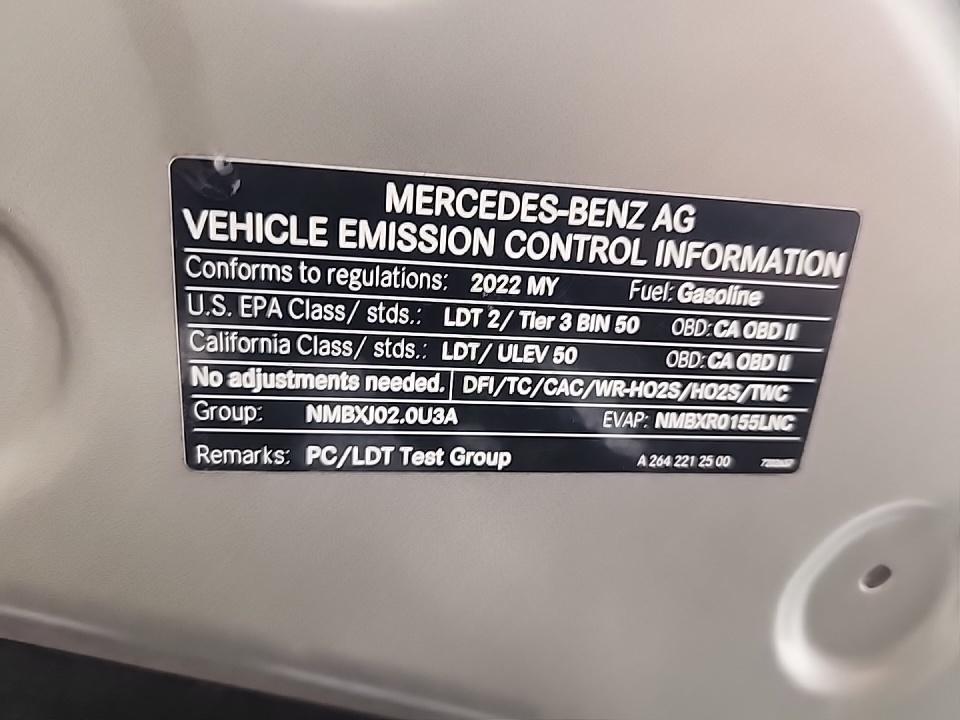 MERCEDES-BENZ AG
VEHICLE EMISSION CONTROL INFORMATION
Conforms to regulations: 2022 MY Fuel: Gasoline
U.S. EPA Class/ stds.: LDT 2/ Tier 3 BIN 50 OBD: CA OBD II
California Class/ stds.: LDT/ ULEV 50 OBD: CA OBD II
No adjustments needed. DFI/TC/CAC/WR-HO2S/HO2S/TWC
Group: NMBXJ02.0U3A EVAP: NMBXR0155LNC
Remarks: PC/LDT Test Group A 264 221 25 00